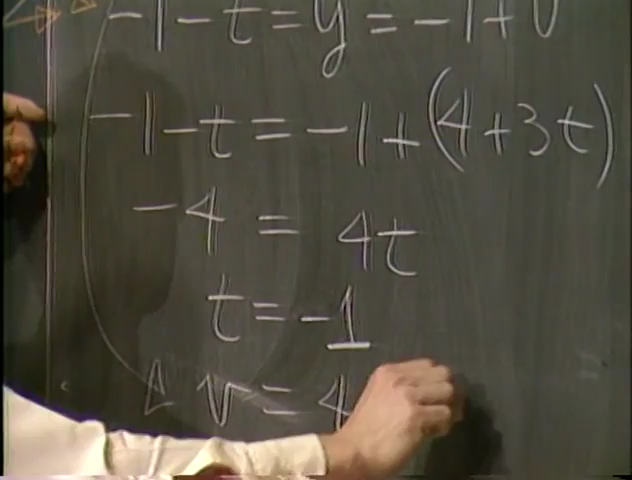 -1-t=y=-1+v
-1-t=-1+(4+3t)
-4 = 4t
t=-1
v=4